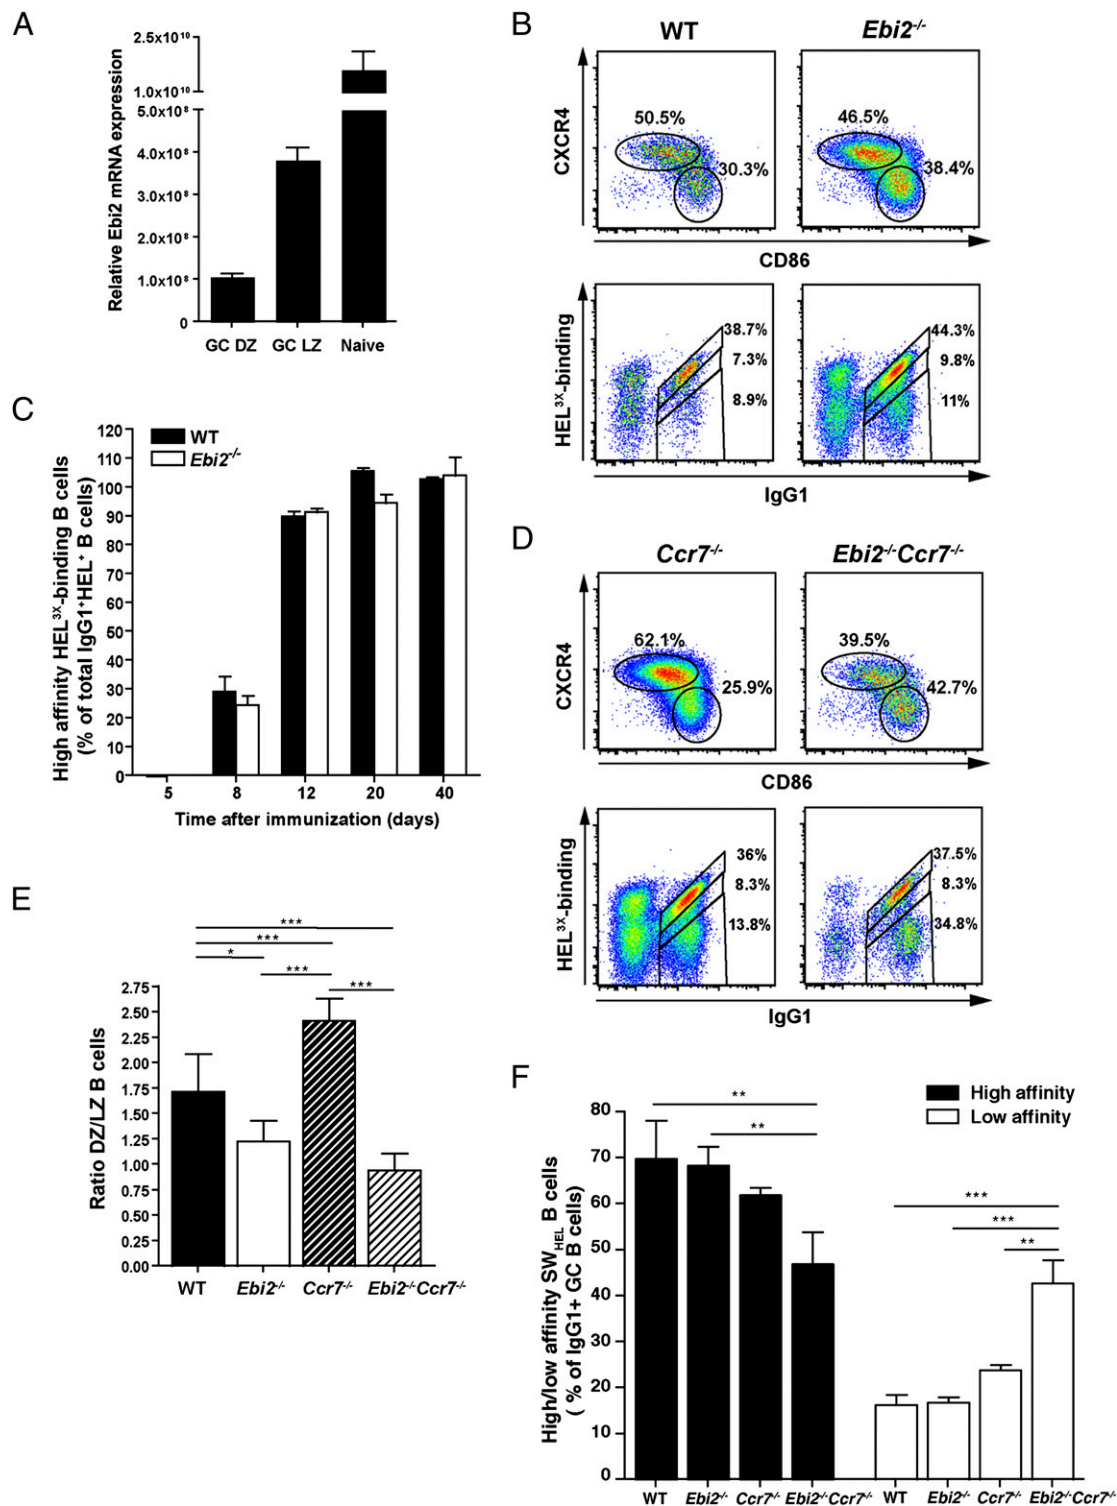 A
2.5x10¹⁰
1.0x10¹⁰
5.0x10⁸
4.0x10⁸
3.0x10⁸
2.0x10⁸
1.0x10⁸
0
Relative Ebi2 mRNA expression
GC DZ GC LZ Naive
B
WT Ebi2⁻/⁻
CXCR4
50.5%
30.3%
46.5%
38.4%
CD86
HEL³ˣ-binding
38.7%
7.3%
8.9%
44.3%
9.8%
11%
IgG1
C
WT
Ebi2⁻/⁻
120
110
100
90
80
70
60
50
40
30
20
10
0
High affinity HEL³ˣ-binding B cells
(% of total IgG1⁺HEL⁺ B cells)
5 8 12 20 40
Time after immunization (days)
D
Ccr7⁻/⁻ Ebi2⁻/⁻Ccr7⁻/⁻
CXCR4
62.1%
25.9%
39.5%
42.7%
CD86
HEL³ˣ-binding
36%
8.3%
13.8%
37.5%
8.3%
34.8%
IgG1
E
***
***
*
***
***
2.75
2.50
2.25
2.00
1.75
1.50
1.25
1.00
0.75
0.50
0.25
0.00
Ratio DZ/LZ B cells
WT Ebi2⁻/⁻ Ccr7⁻/⁻ Ebi2⁻/⁻Ccr7⁻/⁻
F
High affinity
Low affinity
**
**
***
***
**
80
70
60
50
40
30
20
10
0
High/low affinity SW_HEL B cells
( % of IgG1+ GC B cells)
WT Ebi2⁻/⁻ Ccr7⁻/⁻ Ebi2⁻/⁻Ccr7⁻/⁻ WT Ebi2⁻/⁻ Ccr7⁻/⁻ Ebi2⁻/⁻Ccr7⁻/⁻